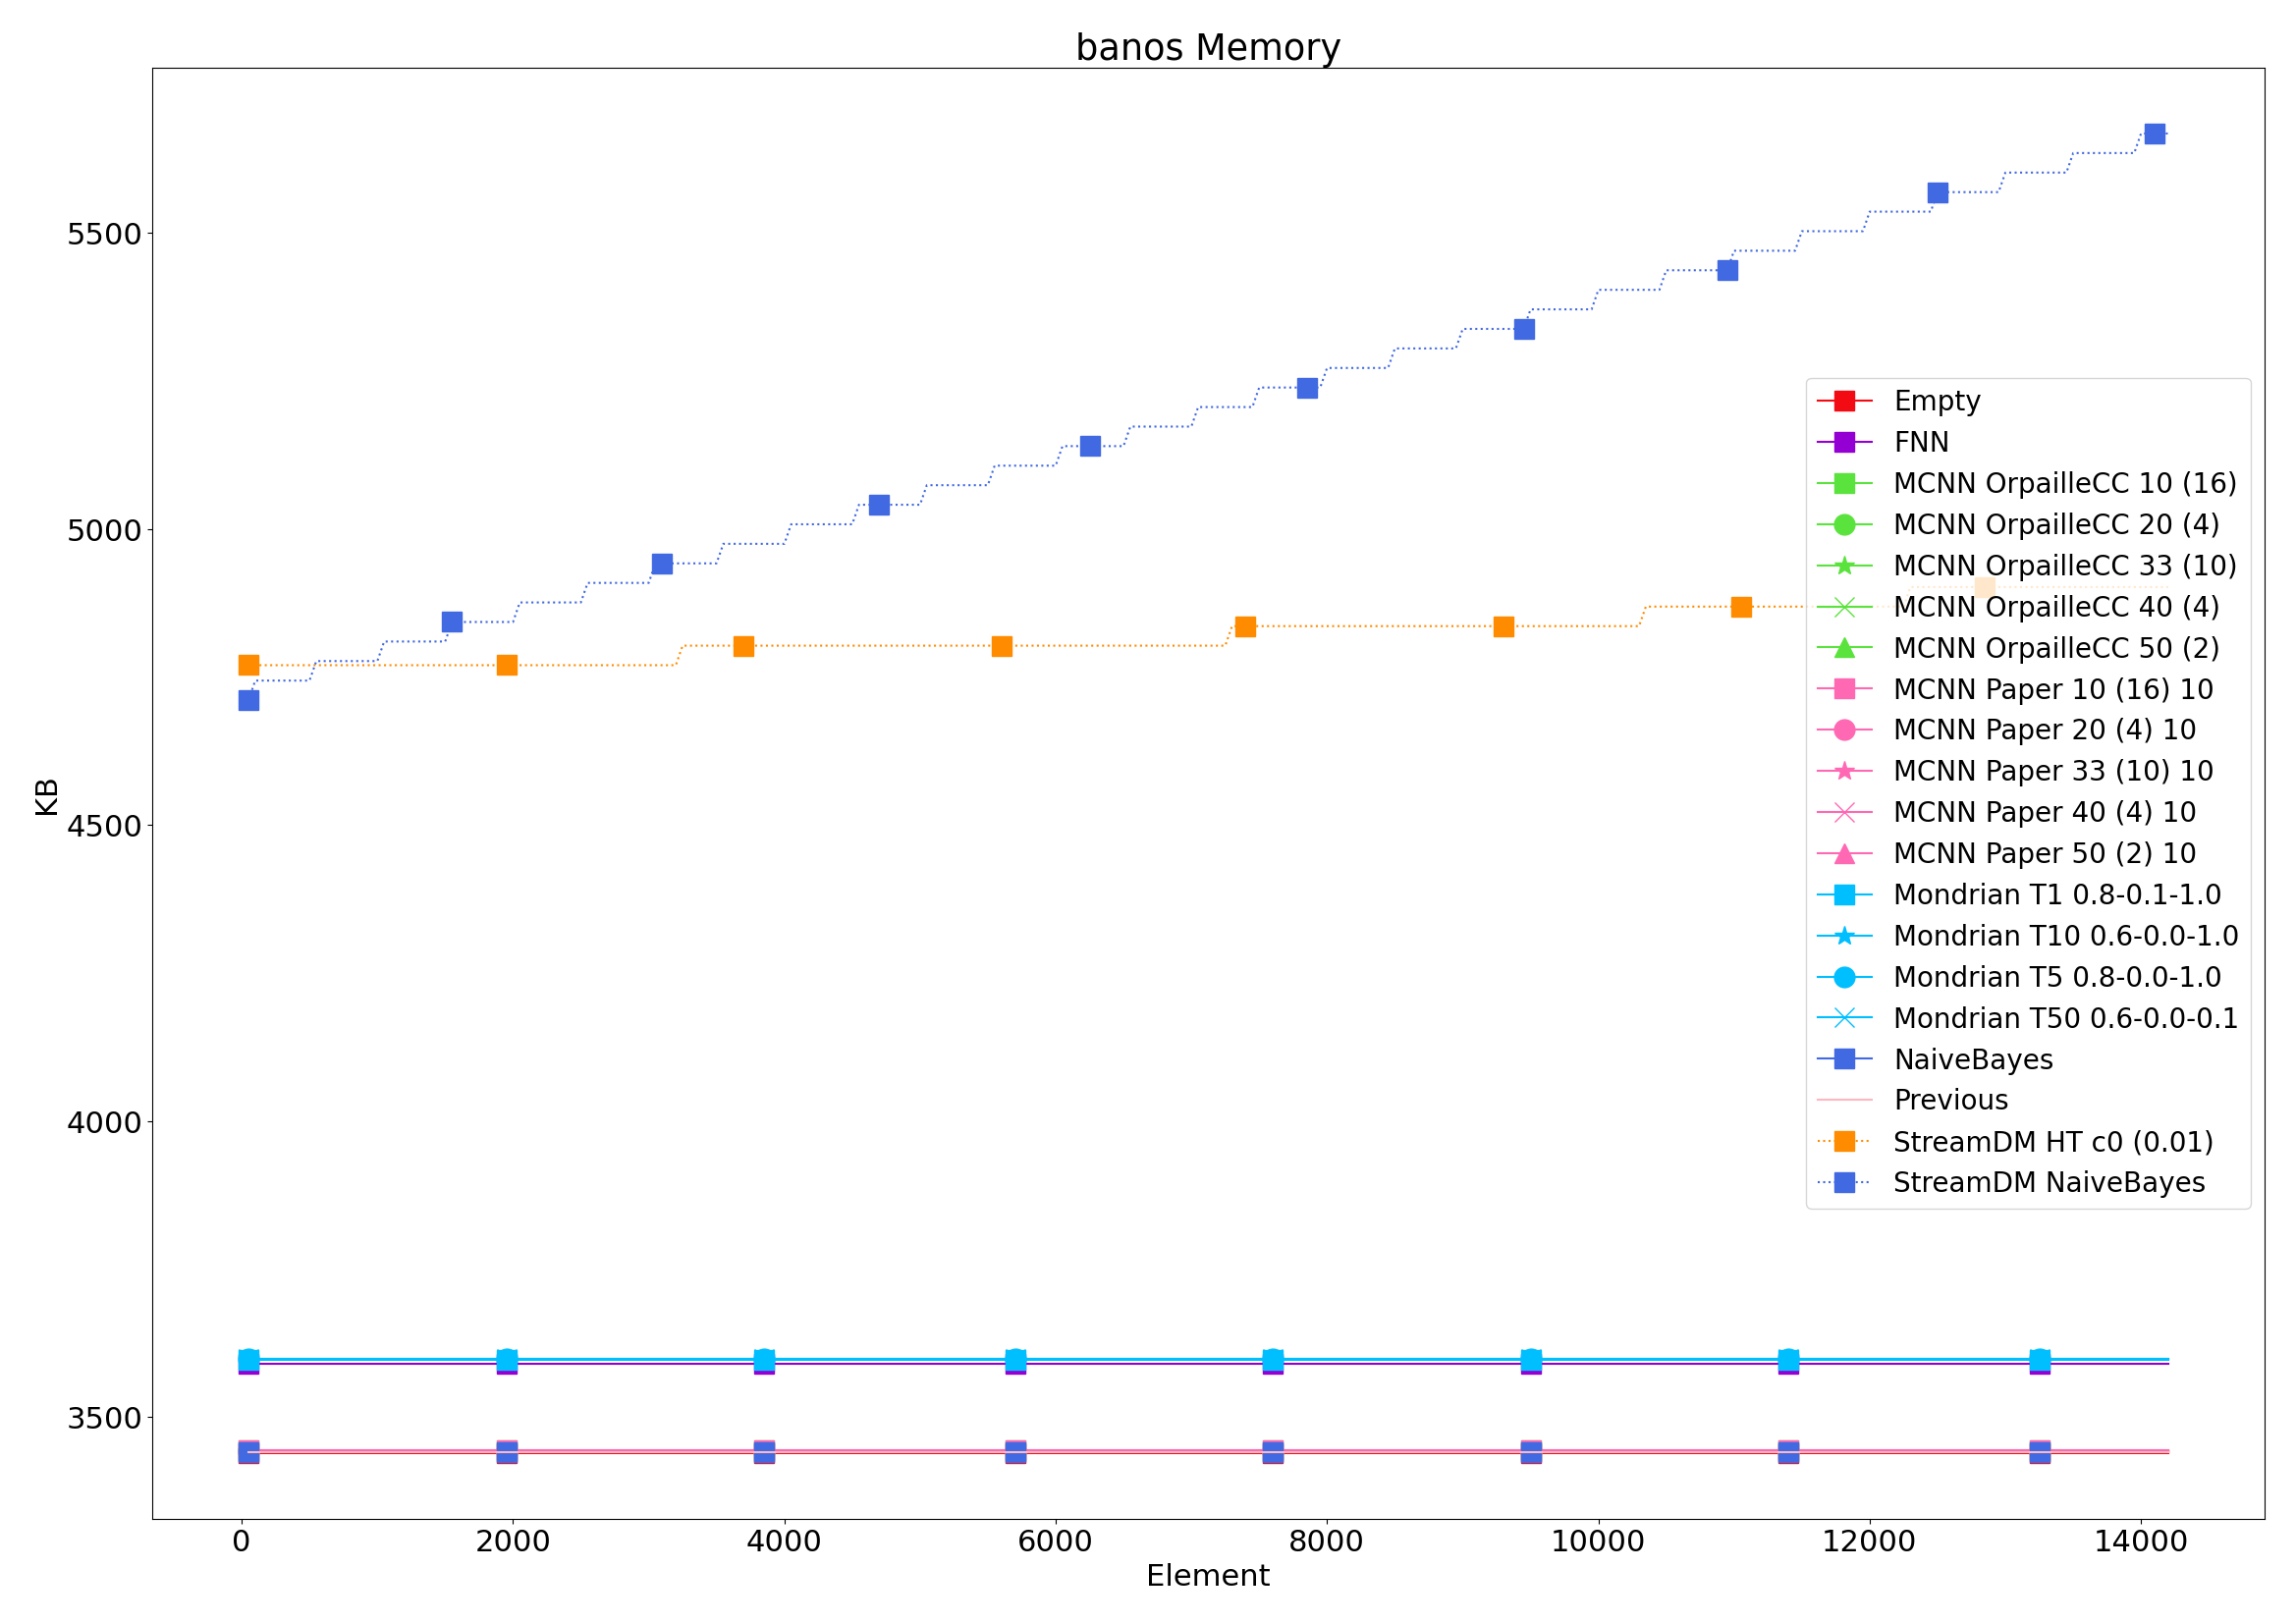 banos Memory
5500
5000
4500
4000
3500
KB
0 2000 4000 6000 8000 10000 12000 14000
Element
Empty
FNN
MCNN OrpailleCC 10 (16)
MCNN OrpailleCC 20 (4)
MCNN OrpailleCC 33 (10)
MCNN OrpailleCC 40 (4)
MCNN OrpailleCC 50 (2)
MCNN Paper 10 (16) 10
MCNN Paper 20 (4) 10
MCNN Paper 33 (10) 10
MCNN Paper 40 (4) 10
MCNN Paper 50 (2) 10
Mondrian T1 0.8-0.1-1.0
Mondrian T10 0.6-0.0-1.0
Mondrian T5 0.8-0.0-1.0
Mondrian T50 0.6-0.0-0.1
NaiveBayes
Previous
StreamDM HT c0 (0.01)
StreamDM NaiveBayes